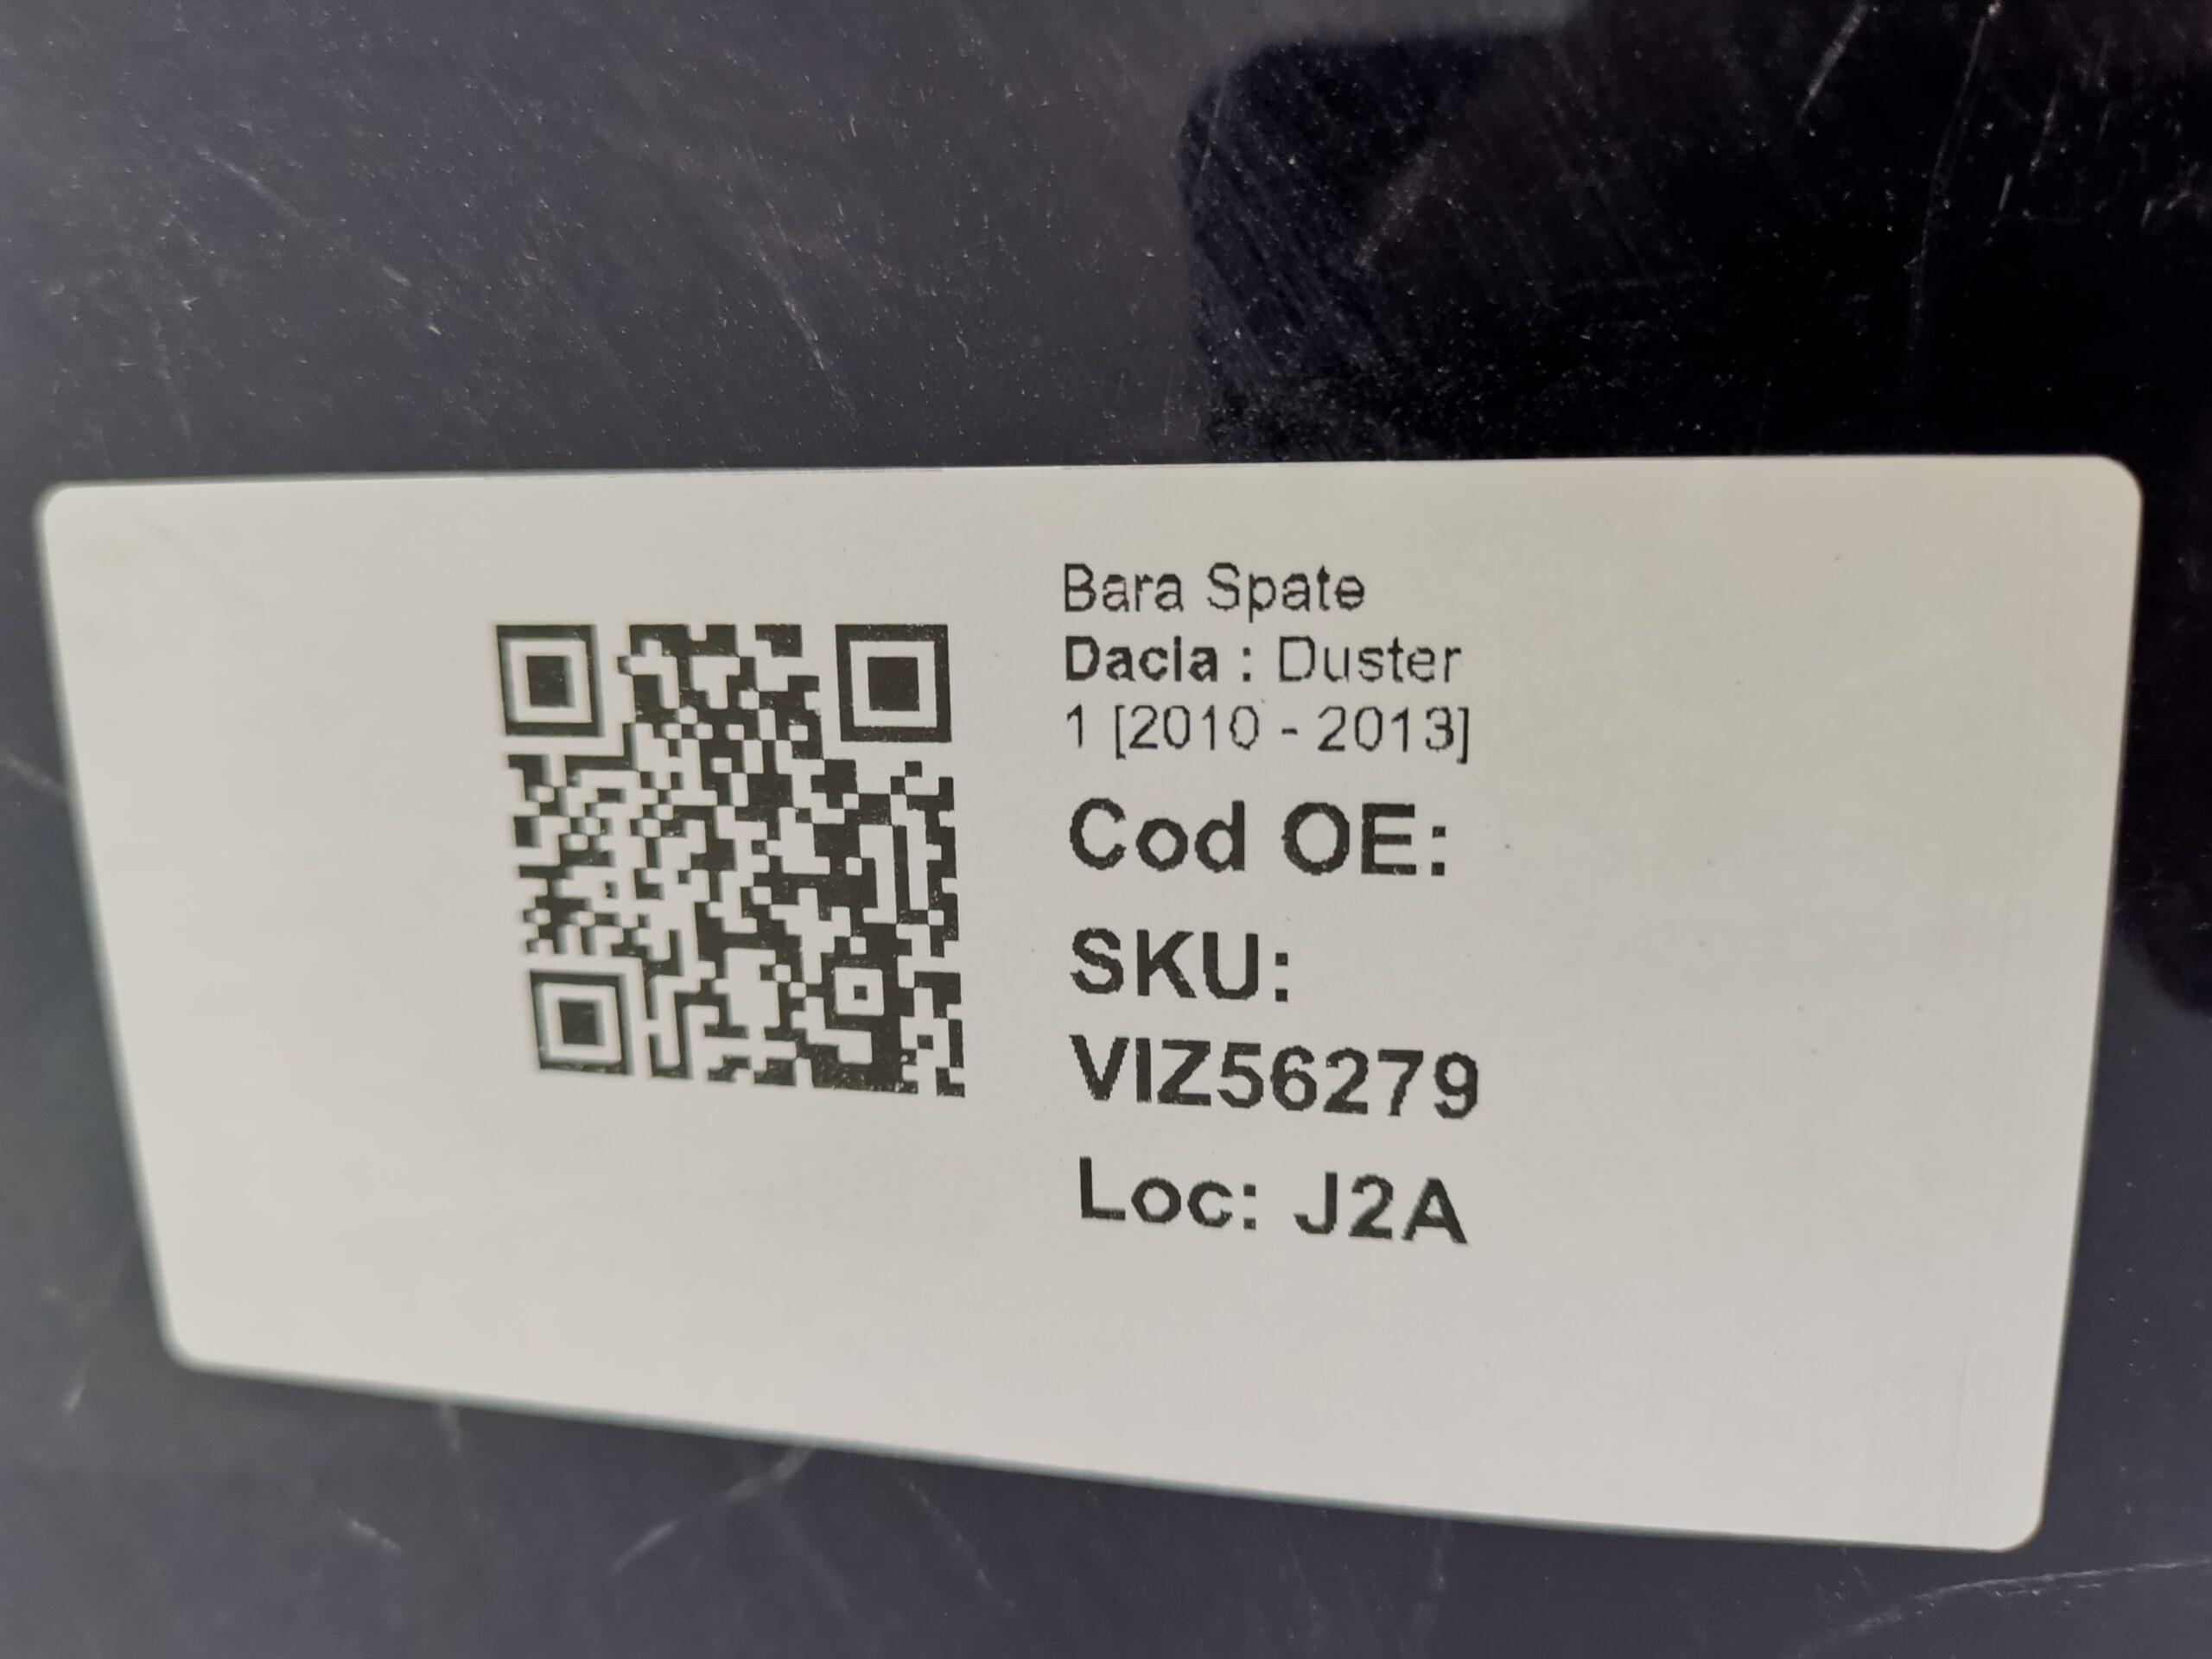 Bara Spate
Dacia : Duster
1 [2010 - 2013]
Cod OE:
SKU:
VIZ56279
Loc: J2A